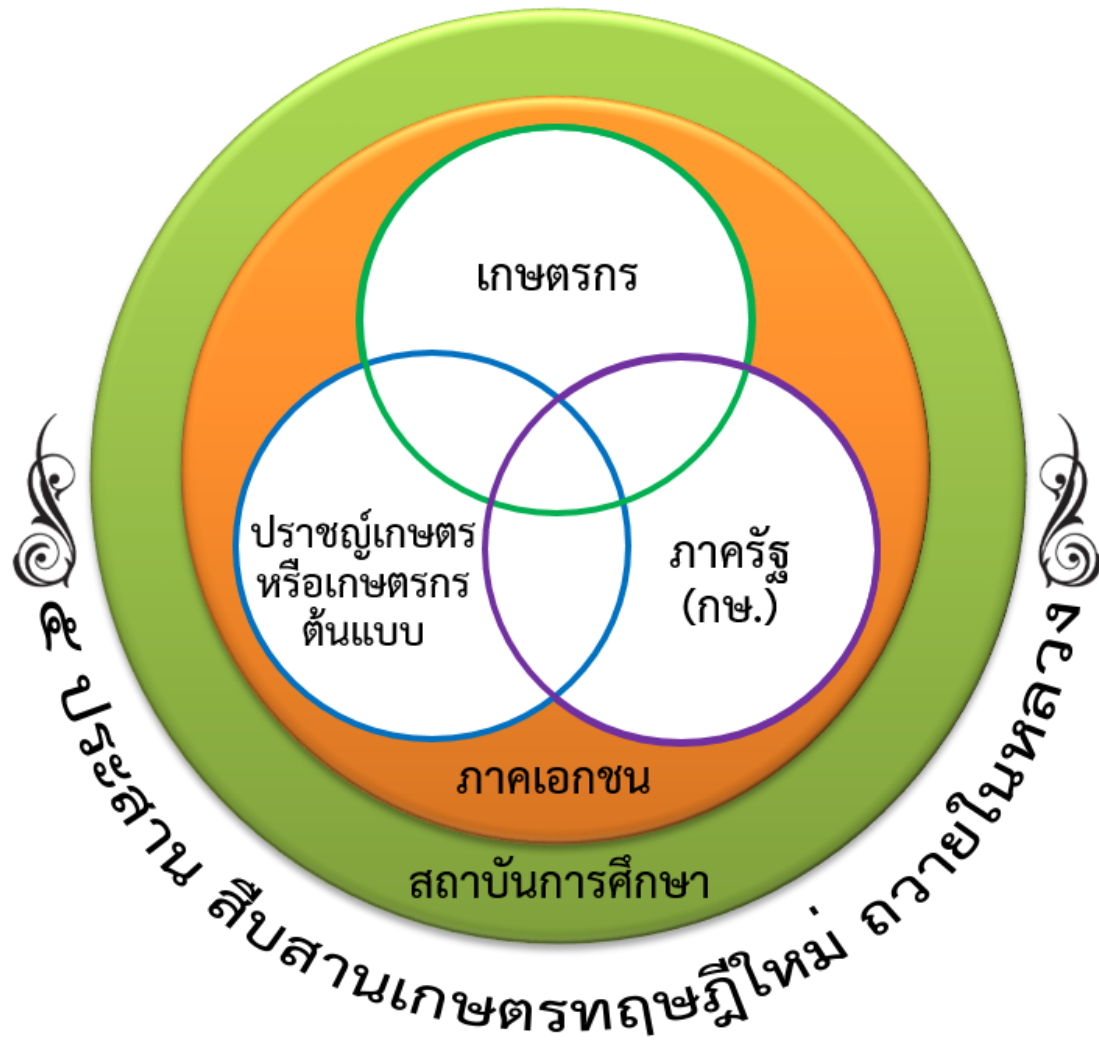 เกษตรกร
ปราชญ์เกษตร
หรือเกษตรกร
ต้นแบบ
ภาครัฐ
(กษ.)
ภาคเอกชน
สถาบันการศึกษา
๕ ประสาน สืบสานเกษตรทฤษฎีใหม่ ถวายในหลวง